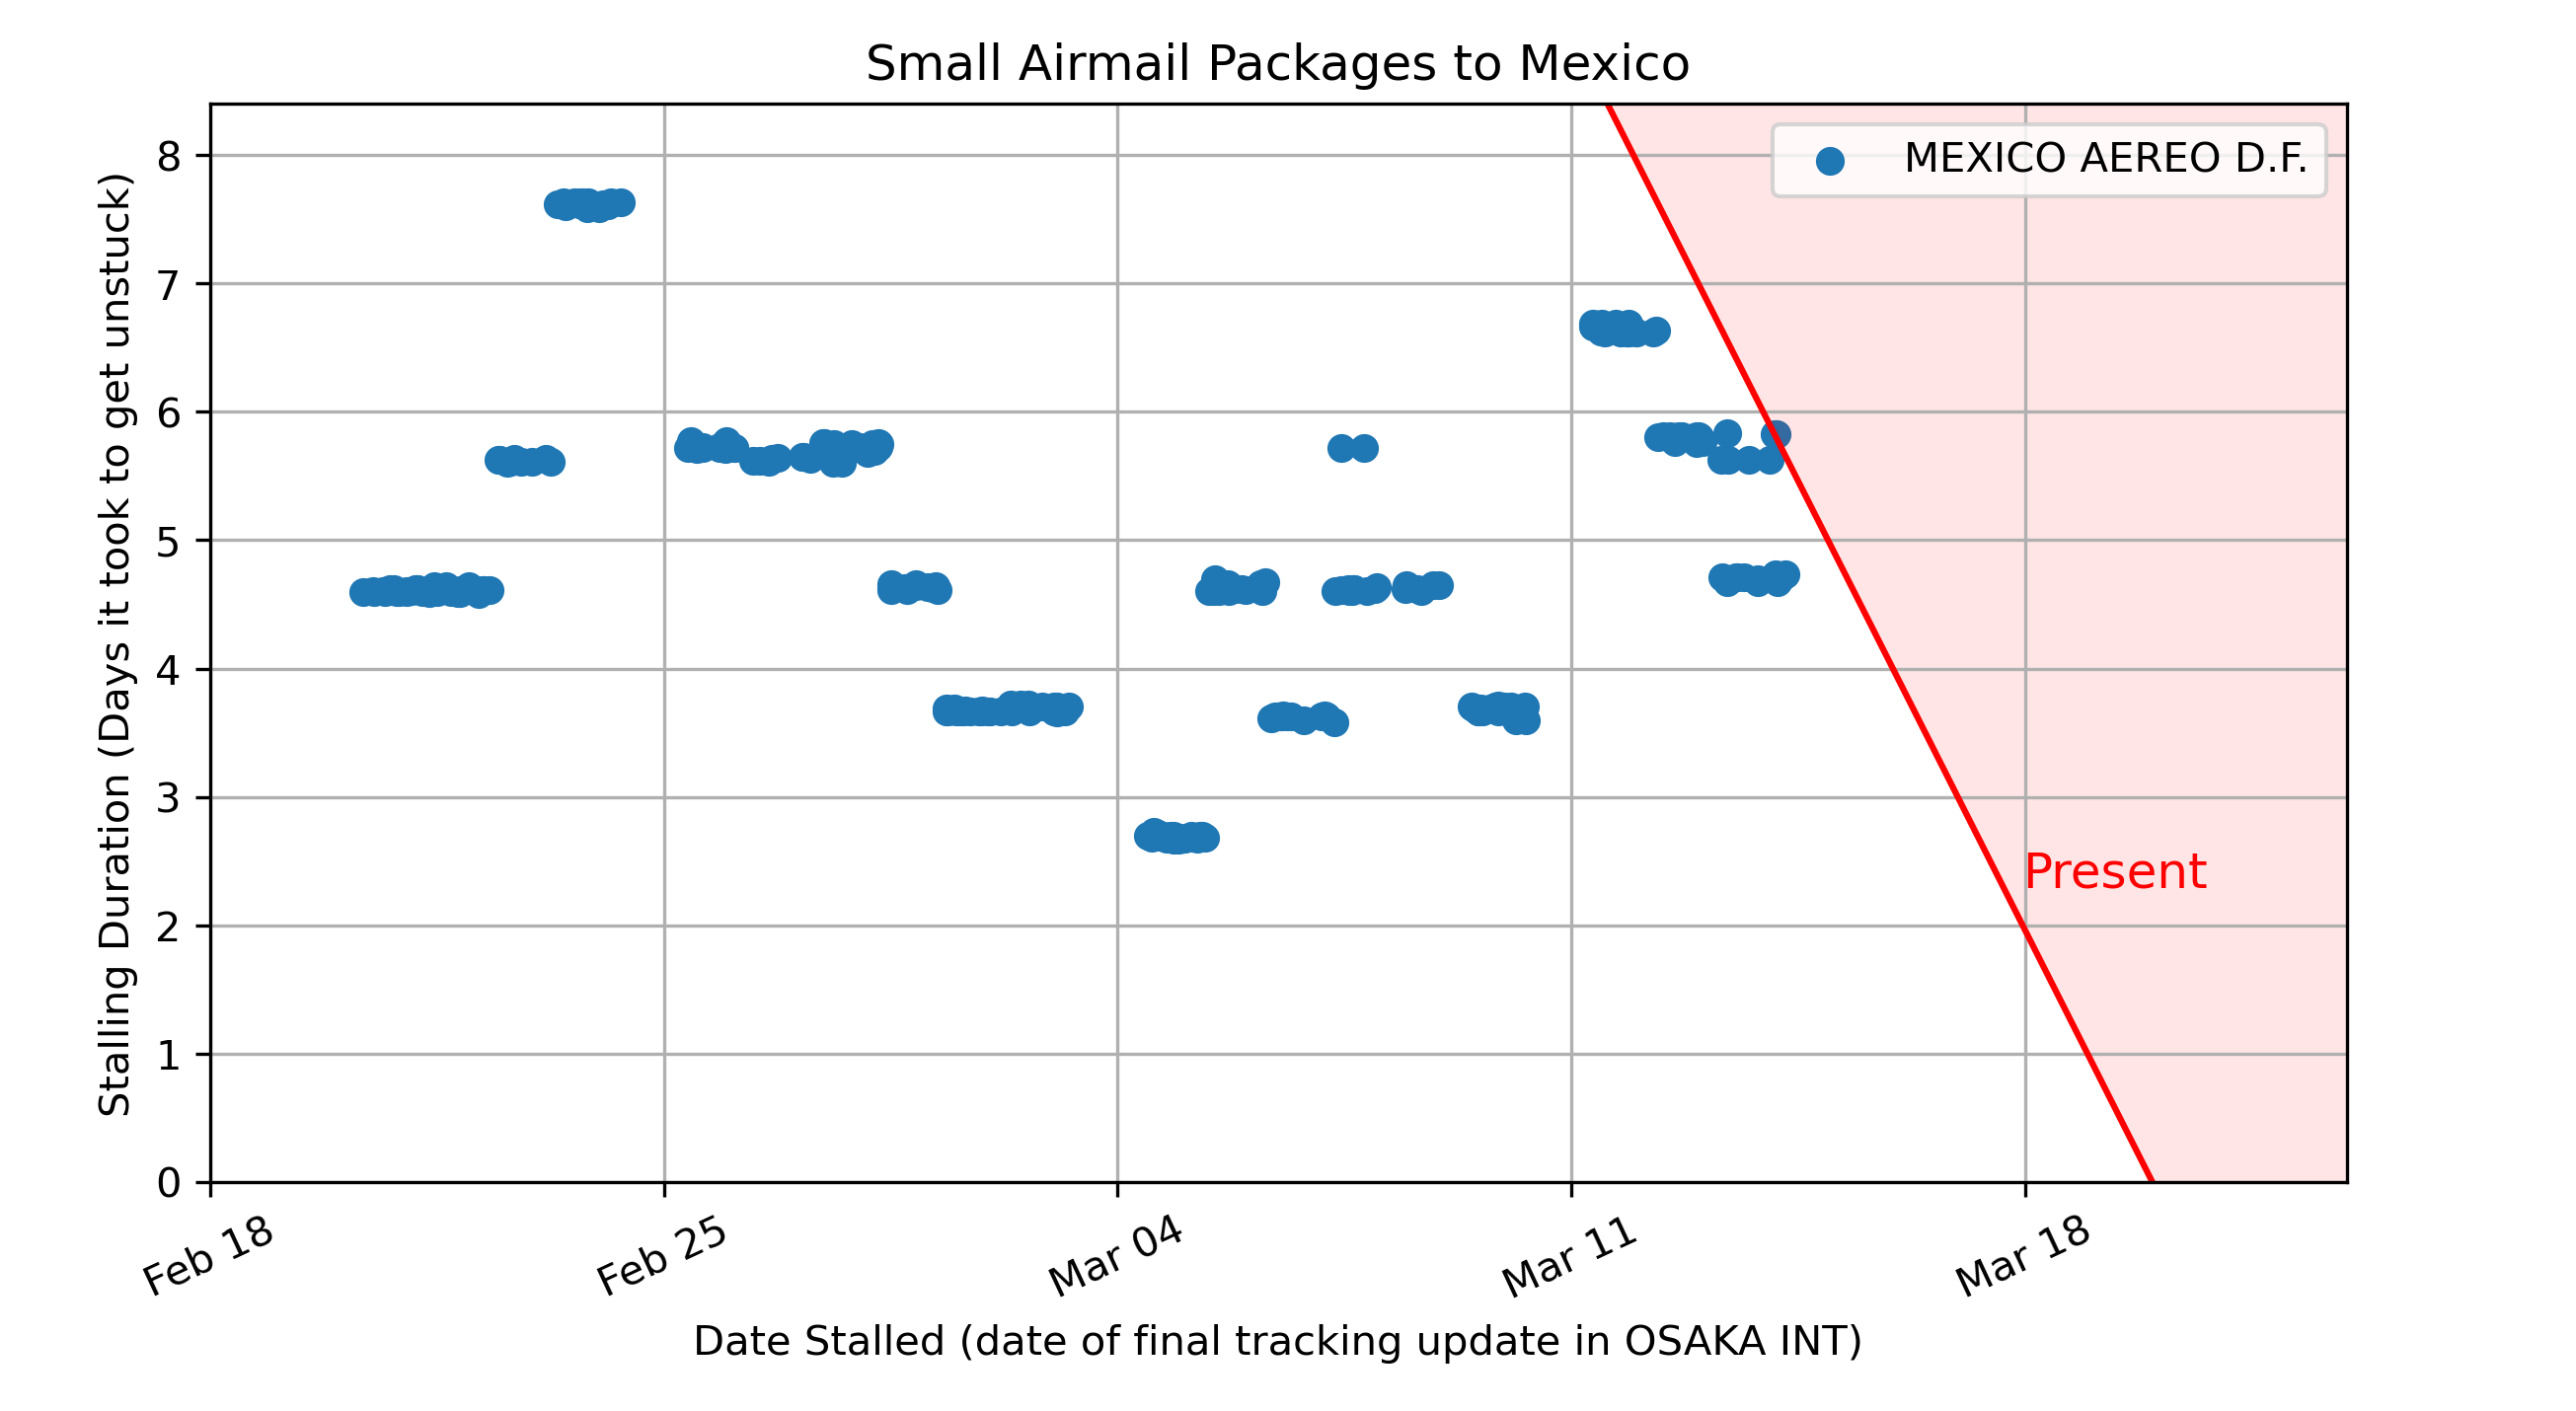 Small Airmail Packages to Mexico
MEXICO AEREO D.F.
Stalling Duration (Days it took to get unstuck)
8
7
6
5
4
3
2
1
0
Present
Feb 18
Feb 25
Mar 04
Mar 11
Mar 18
Date Stalled (date of final tracking update in OSAKA INT)